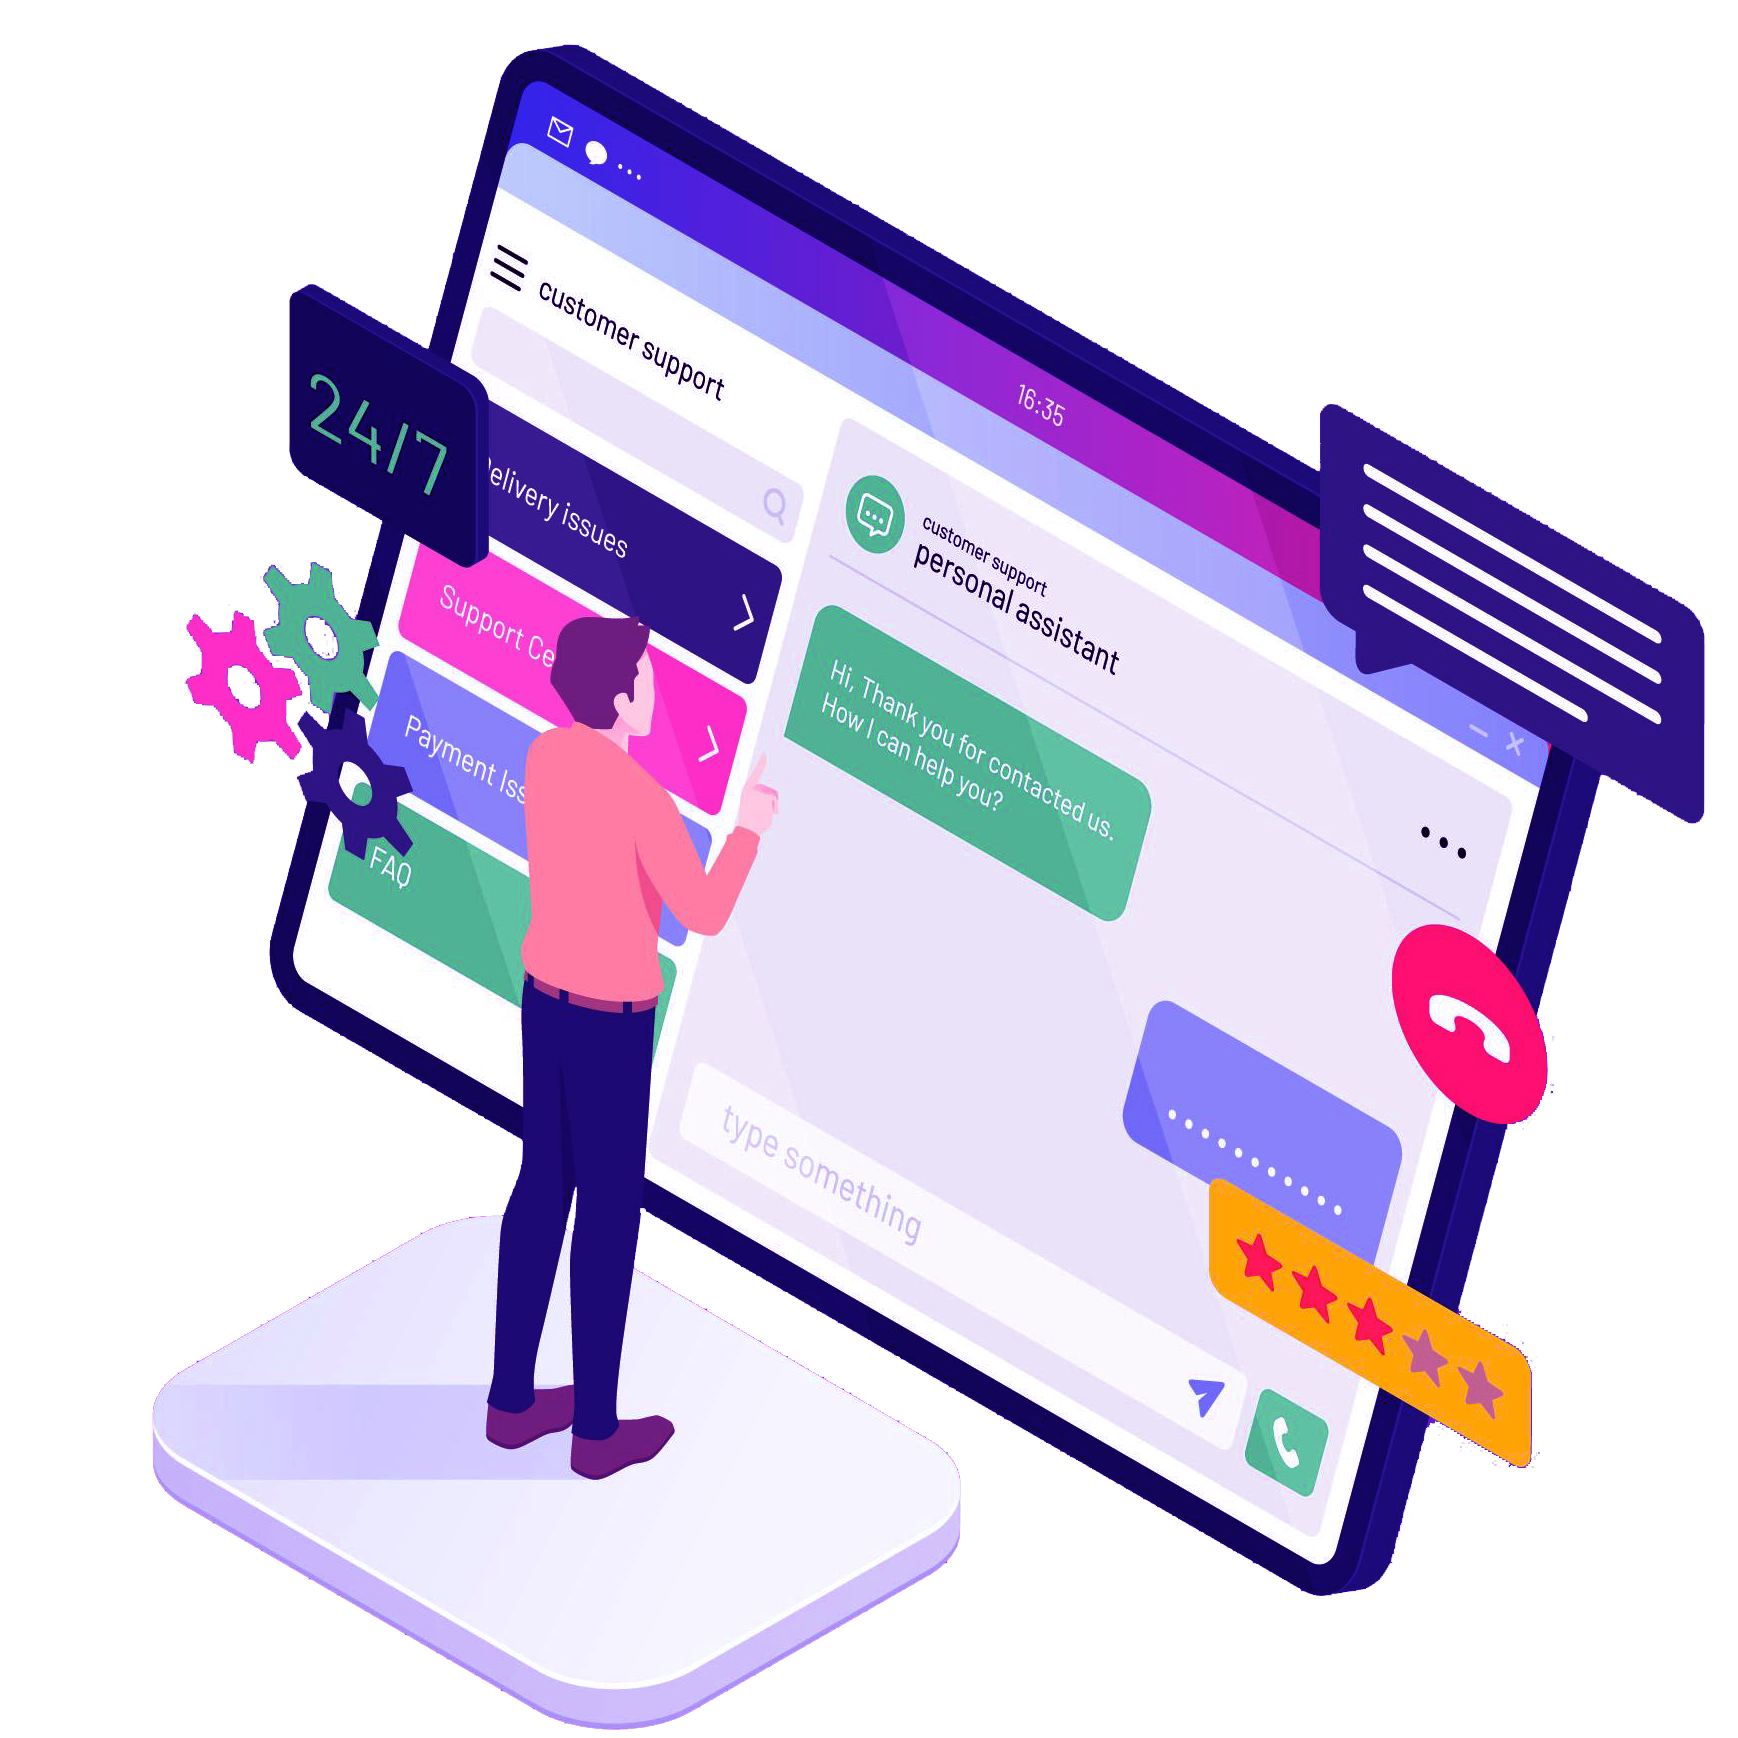 16:35
customer support
24/7
elivery issues
Support Ce
Payment Iss
FAQ
customer support
personal assistant
Hi, Thank you for contacted us.
How I can help you?
type something